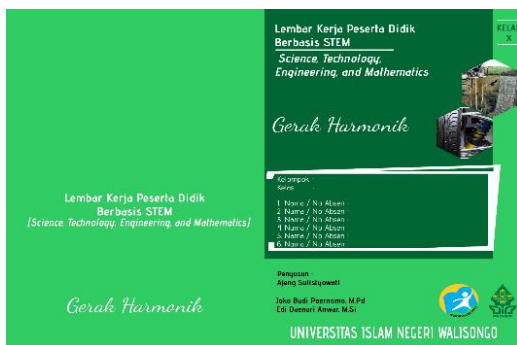 Lembar Kerja Peserta Didik
Berbasis STEM
(Science, Technology, Engineering, and Mathematics)
Gerak Harmonik
Lembar Kerja Peserta Didik
Berbasis STEM
Science, Technology,
Engineering, and Mathematics
KELAS
X
Gerak Harmonik
Kelompok :
Kelas :
1. Nama / No Absen :
2. Nama / No Absen :
3. Nama / No Absen :
4. Nama / No Absen :
5. Nama / No Absen :
6. Nama / No Absen :
Penyusun :
Ajeng Sulistyowati
Joko Budi Poernomo, M.Pd
Edi Daenuri Anwar, M.Si
UNIVERSITAS ISLAM NEGERI WALISONGO